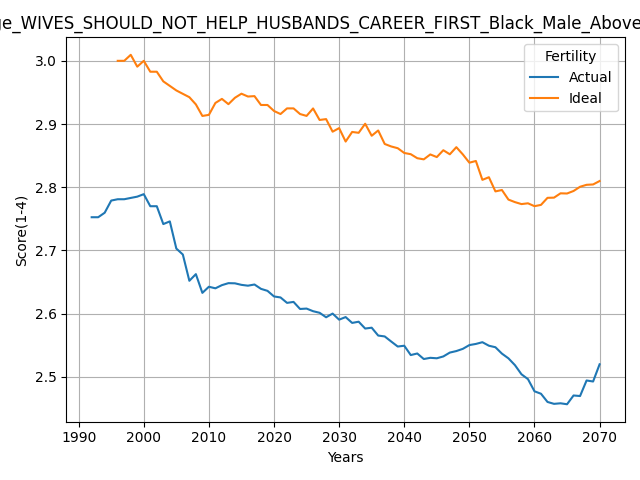 ge_WIVES_SHOULD_NOT_HELP_HUSBANDS_CAREER_FIRST_Black_Male_Above
Fertility
Actual
Ideal
Score(1-4)
3.0
2.9
2.8
2.7
2.6
2.5
1990 2000 2010 2020 2030 2040 2050 2060 2070
Years